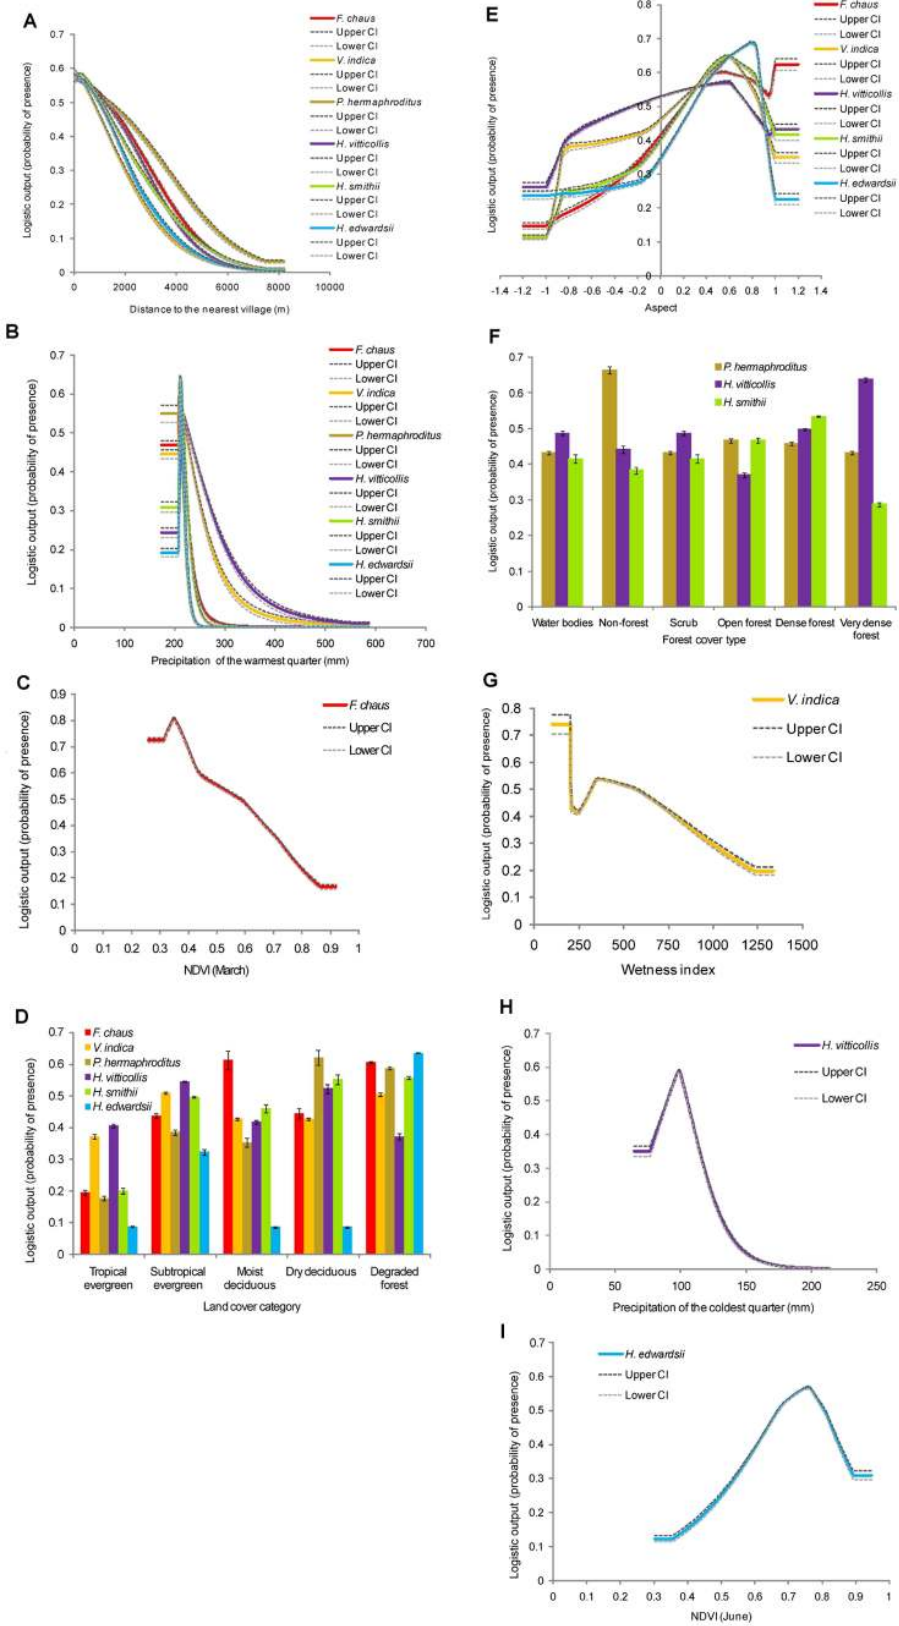 A
Logistic output (probability of presence)
0.7
0.6
0.5
0.4
0.3
0.2
0.1
0
0 2000 4000 6000 8000 10000
Distance to the nearest village (m)
F. chaus
Upper CI
Lower CI
V. indica
Upper CI
Lower CI
P. hermaphroditus
Upper CI
Lower CI
H. vitticollis
Upper CI
Lower CI
H. smithii
Upper CI
Lower CI
H. edwardsii
Upper CI
Lower CI
B
Logistic output (probability of presence)
0.7
0.6
0.5
0.4
0.3
0.2
0.1
0
0 100 200 300 400 500 600 700
Precipitation of the warmest quarter (mm)
F. chaus
Upper CI
Lower CI
V. indica
Upper CI
Lower CI
P. hermaphroditus
Upper CI
Lower CI
H. vitticollis
Upper CI
Lower CI
H. smithii
Upper CI
Lower CI
H. edwardsii
Upper CI
Lower CI
C
Logistic output (probability of presence)
0.9
0.8
0.7
0.6
0.5
0.4
0.3
0.2
0.1
0
0 0.1 0.2 0.3 0.4 0.5 0.6 0.7 0.8 0.9 1
NDVI (March)
F. chaus
Upper CI
Lower CI
D
Logistic output (probability of presence)
0.7
0.6
0.5
0.4
0.3
0.2
0.1
0
F. chaus
V. indica
P. hermaphroditus
H. vitticollis
H. smithii
H. edwardsii
Tropical evergreen
Subtropical evergreen
Moist deciduous
Dry deciduous
Degraded forest
Land cover category
E
Logistic output (probability of presence)
0.8
0.7
0.6
0.5
0.4
0.3
0.2
0.1
0
-1.4 -1.2 -1 -0.8 -0.6 -0.4 -0.2 0 0.2 0.4 0.6 0.8 1 1.2 1.4
Aspect
F. chaus
Upper CI
Lower CI
V. indica
Upper CI
Lower CI
H. vitticollis
Upper CI
Lower CI
H. smithii
Upper CI
Lower CI
H. edwardsii
Upper CI
Lower CI
F
Logistic output (probability of presence)
0.7
0.6
0.5
0.4
0.3
0.2
0.1
0
P. hermaphroditus
H. vitticollis
H. smithii
Water bodies Non-forest Scrub Open forest Dense forest Very dense forest
Forest cover type
G
Logistic output (probability of presence)
0.8
0.7
0.6
0.5
0.4
0.3
0.2
0.1
0
0 250 500 750 1000 1250 1500
Wetness index
V. indica
Upper CI
Lower CI
H
Logistic output (probability of presence)
0.7
0.6
0.5
0.4
0.3
0.2
0.1
0
0 50 100 150 200 250
Precipitation of the coldest quarter (mm)
H. vitticollis
Upper CI
Lower CI
I
Logistic output (probability of presence)
0.7
0.6
0.5
0.4
0.3
0.2
0.1
0
0 0.1 0.2 0.3 0.4 0.5 0.6 0.7 0.8 0.9 1
NDVI (June)
H. edwardsii
Upper CI
Lower CI